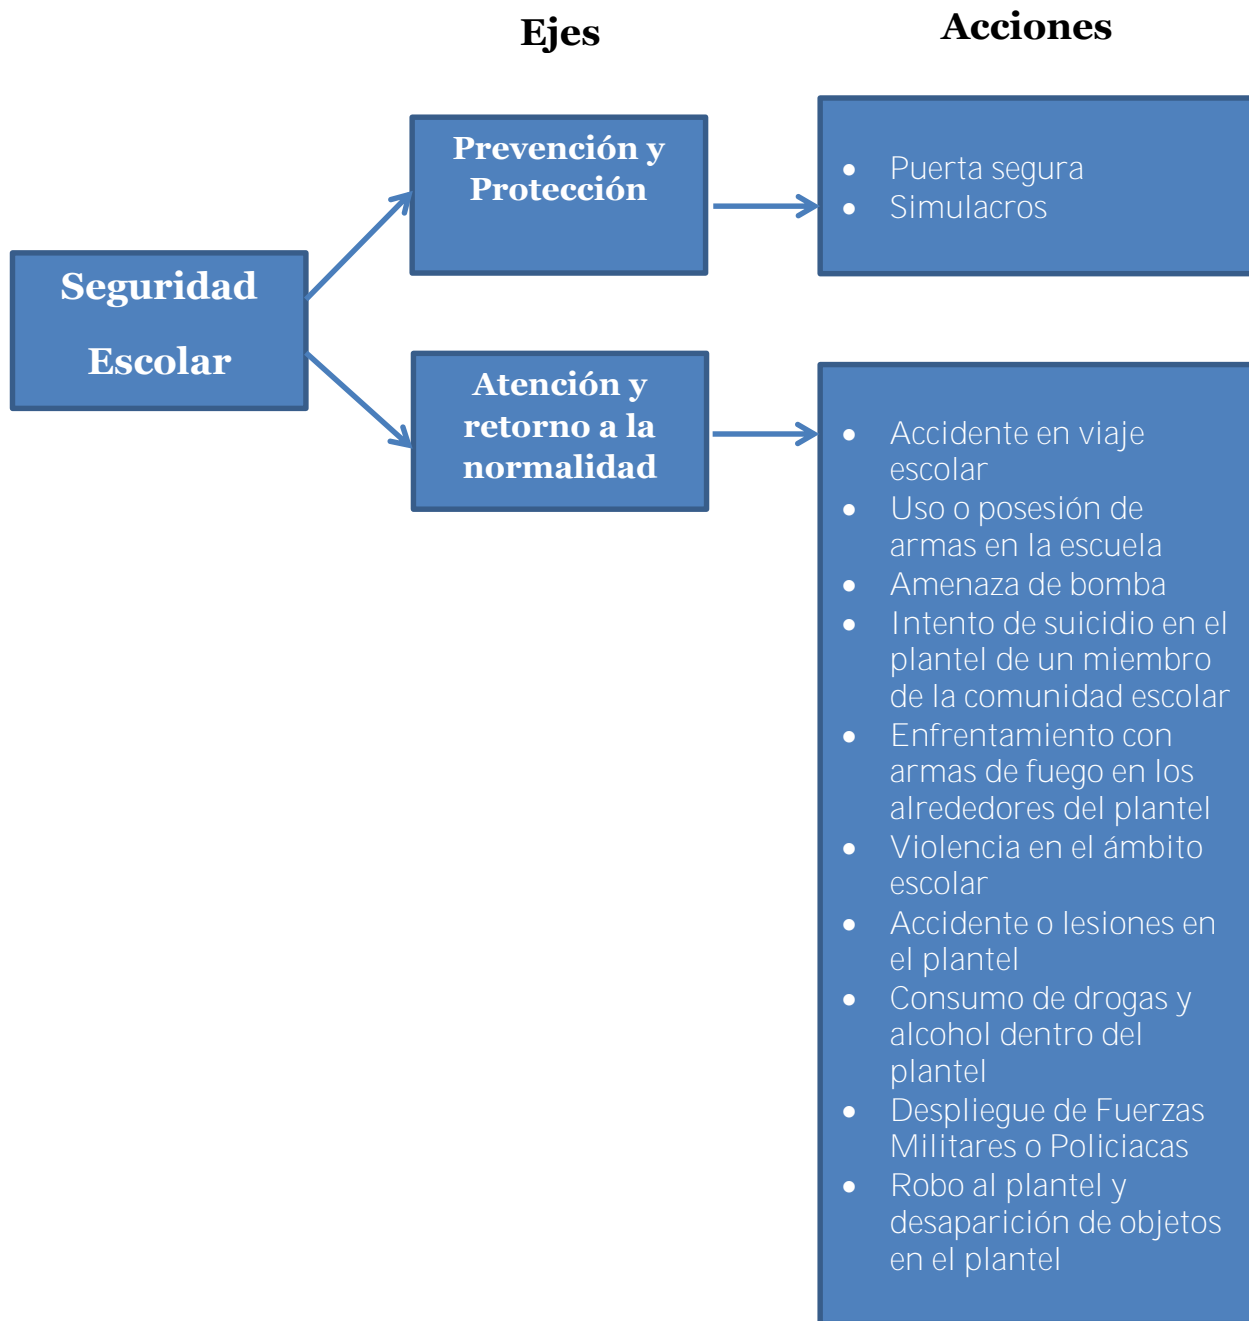 Ejes
Acciones
Seguridad
Escolar
Prevención y
Protección
• Puerta segura
• Simulacros
Atención y
retorno a la
normalidad
• Accidente en viaje
escolar
• Uso o posesión de
armas en la escuela
• Amenaza de bomba
• Intento de suicidio en el
plantel de un miembro
de la comunidad escolar
• Enfrentamiento con
armas de fuego en los
alrededores del plantel
• Violencia en el ámbito
escolar
• Accidente o lesiones en
el plantel
• Consumo de drogas y
alcohol dentro del
plantel
• Despliegue de Fuerzas
Militares o Policiacas
• Robo al plantel y
desaparición de objetos
en el plantel